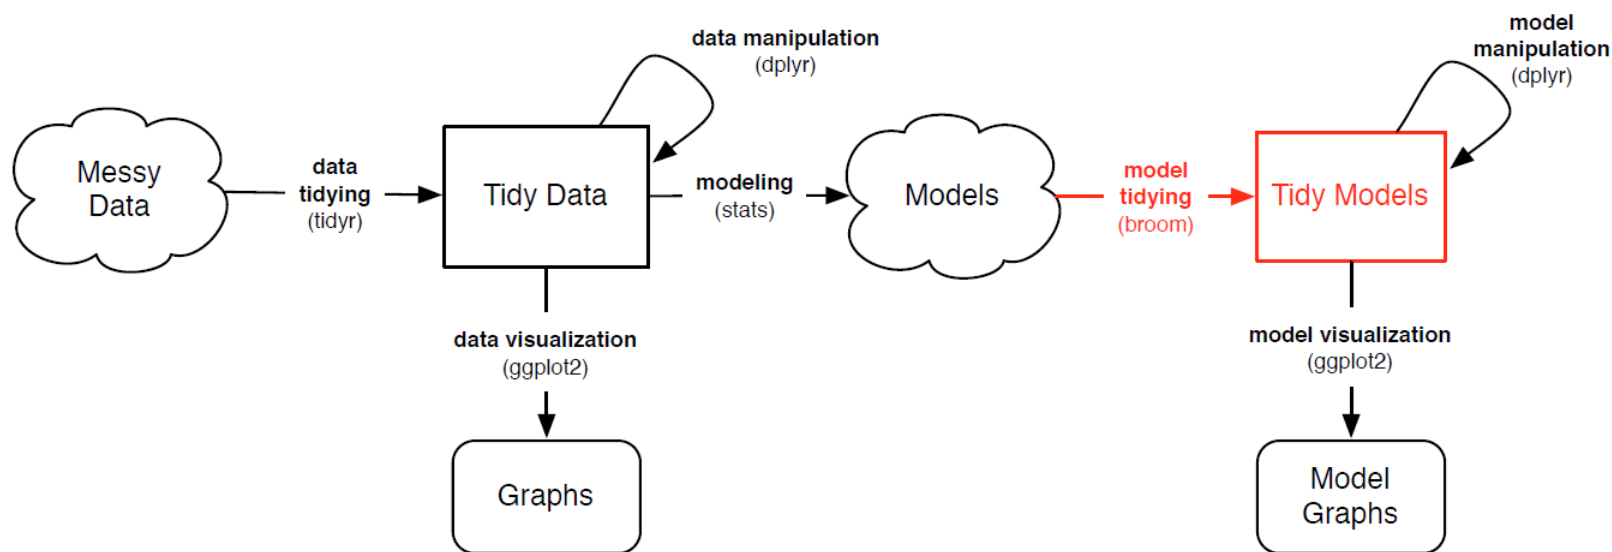 Messy
Data
data
tidying
(tidyr)
Tidy Data
data manipulation
(dplyr)
data visualization
(ggplot2)
Graphs
modeling
(stats)
Models
model
tidying
(broom)
Tidy Models
model
manipulation
(dplyr)
model visualization
(ggplot2)
Model
Graphs